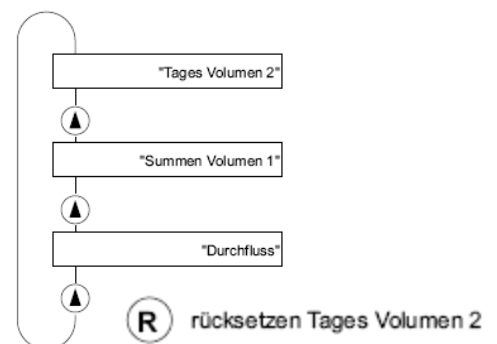 "Tages Volumen 2"
"Summen Volumen 1"
"Durchfluss"
R rücksetzen Tages Volumen 2